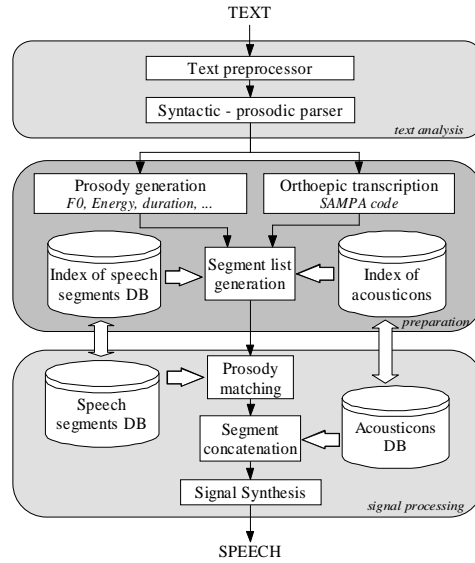 TEXT
Text preprocessor
Syntactic - prosodic parser
text analysis
Prosody generation
F0, Energy, duration, ...
Orthoepic transcription
SAMPA code
Index of speech
segments DB
Segment list
generation
Index of
acousticons
preparation
Prosody
matching
Speech
segments DB
Segment
concatenation
Acousticons
DB
Signal Synthesis
signal processing
SPEECH